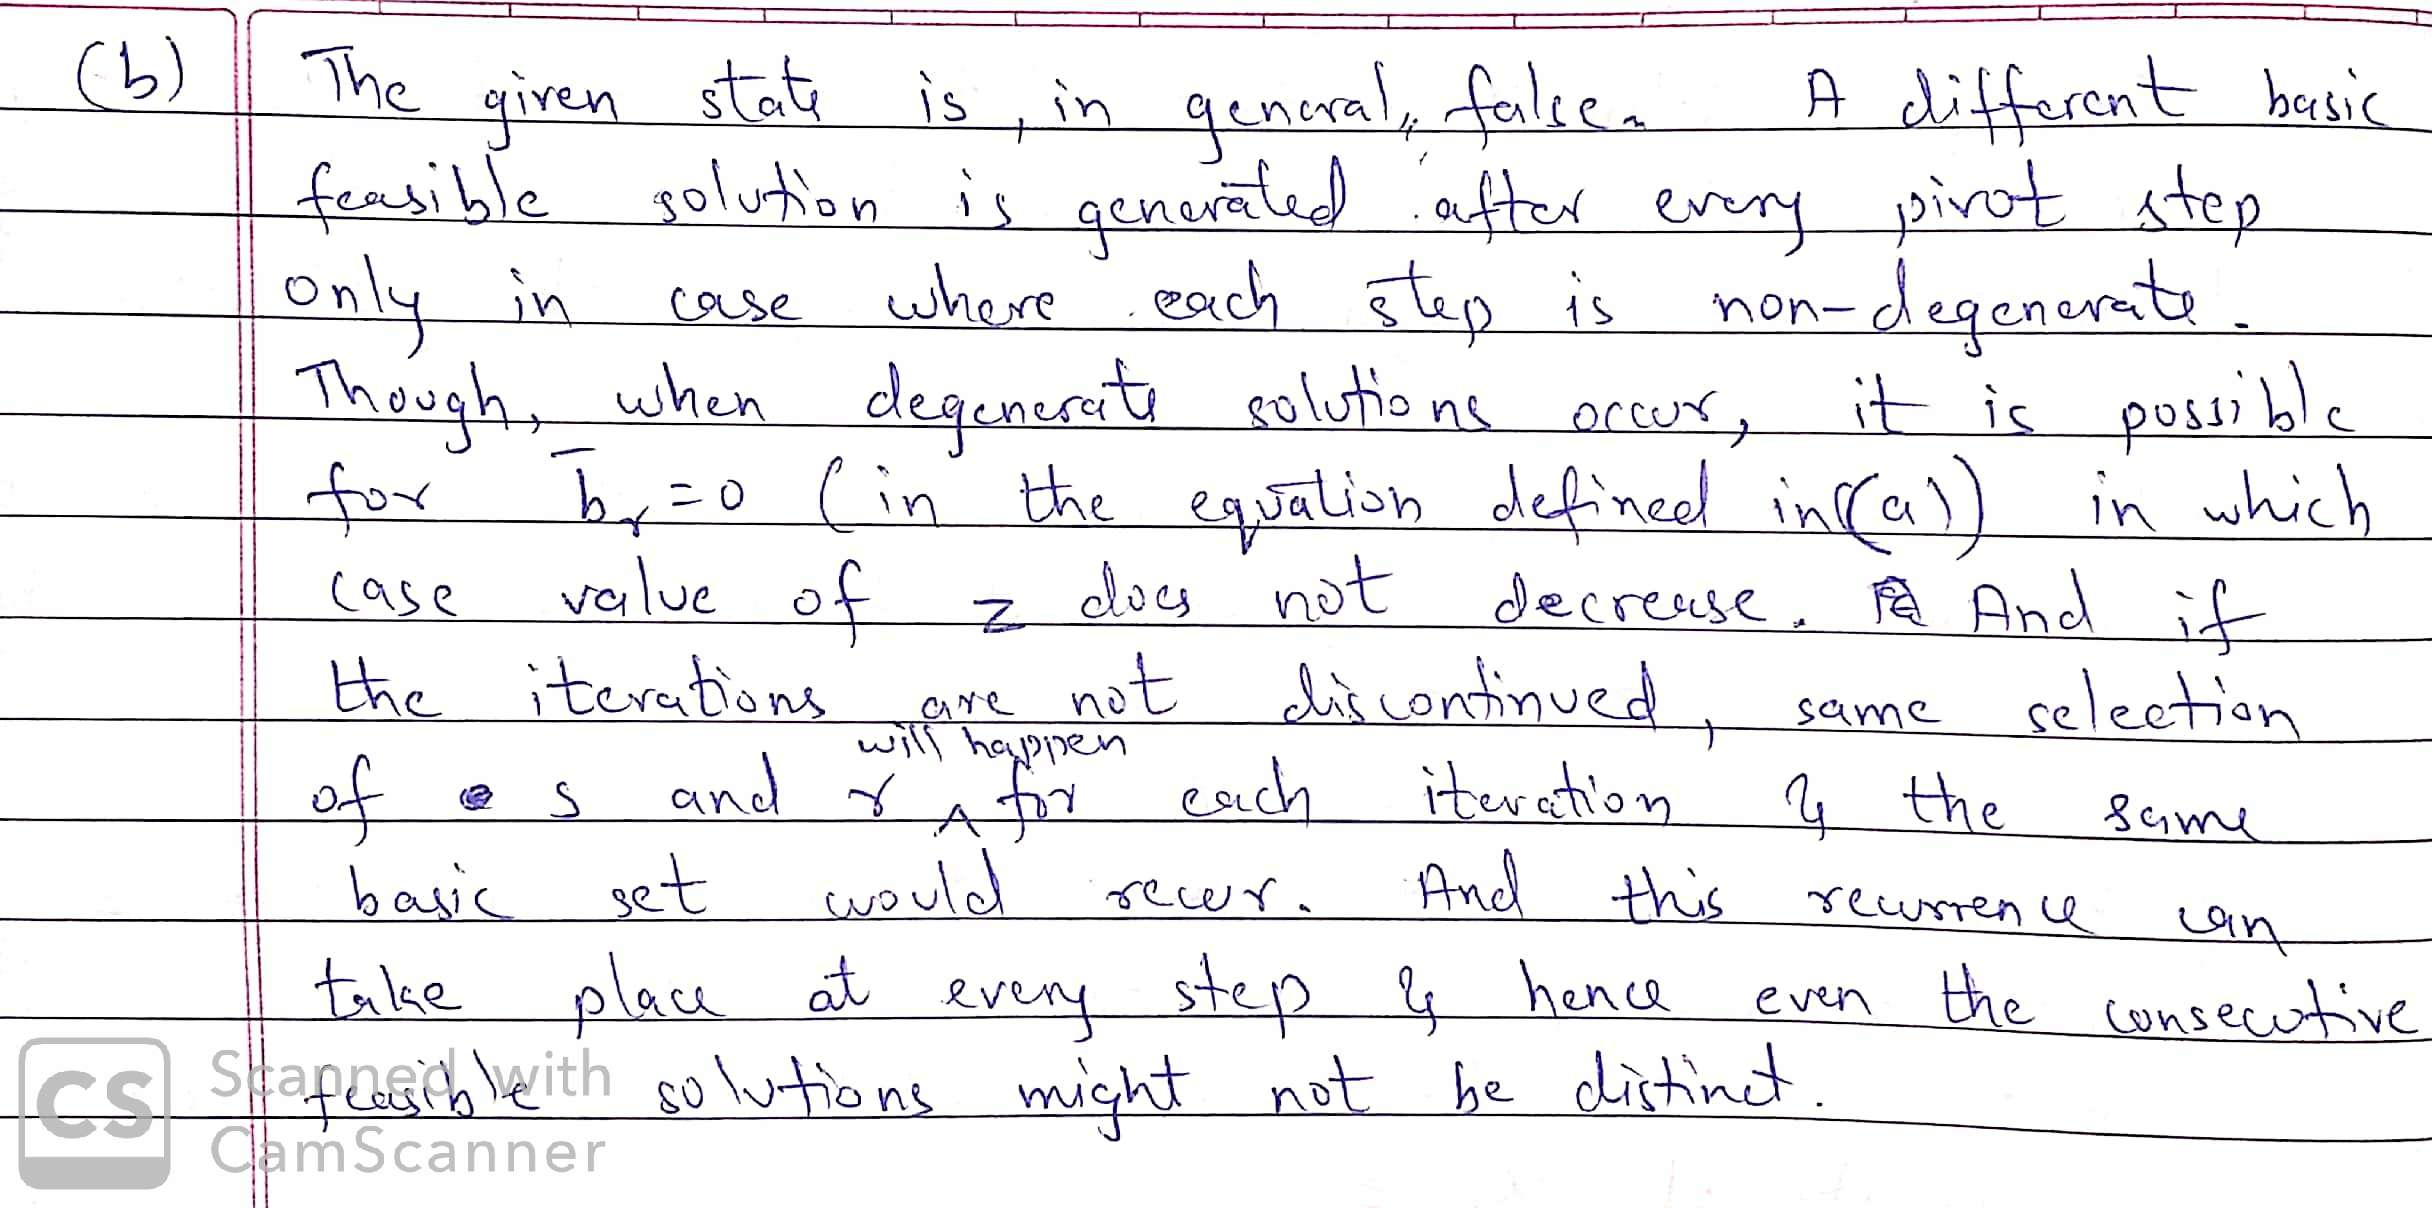 (b) The given state is, in general, false. A different basic
feasible solution is generated after every pivot step
only in case where each step is non-degenerate.
Though, when degenerate solutions occur, it is possible
for b̄r=0 (in the equation defined in (a)) in which
case value of z does not decrease. And if
the iterations are not discontinued, same selection
will happen
of s and r ^ for each iteration & the same
basic set would recur. And this recurrence can
take place at every step & hence even the consecutive
feasible solutions might not be distinct.
CS Scanned with
CamScanner